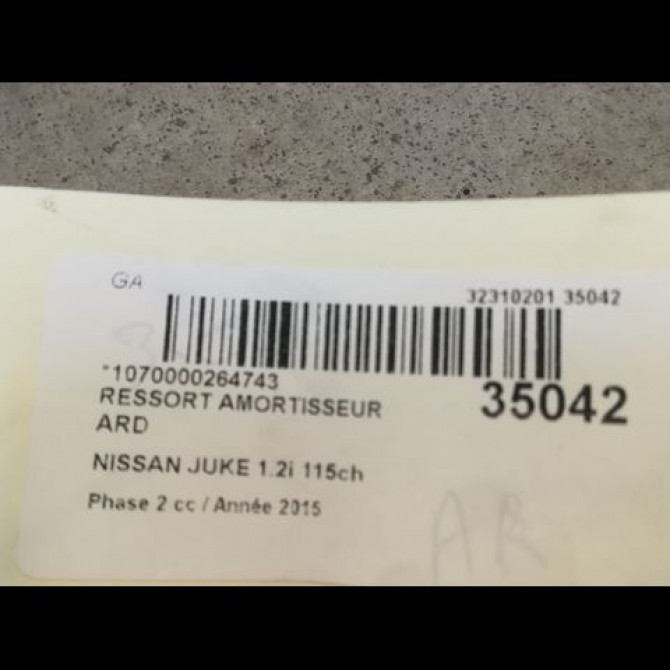 GA
32310201 35042
*1070000264743
35042
RESSORT AMORTISSEUR
ARD
NISSAN JUKE 1.2i 115ch
Phase 2 cc / Année 2015
AR